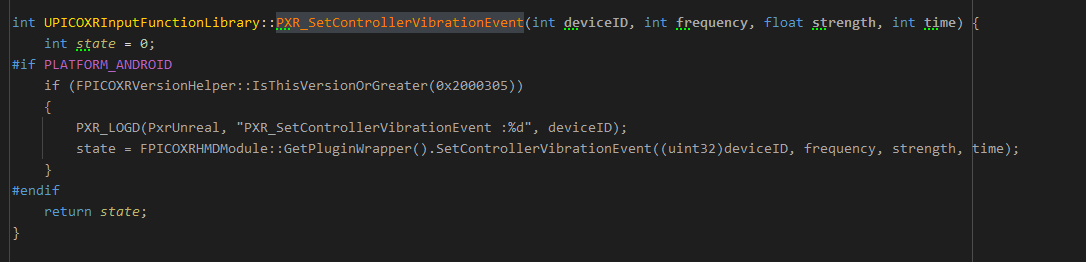 int UPICOXRInputFunctionLibrary::PXR_SetControllerVibrationEvent(int deviceID, int frequency, float strength, int time) {
    int state = 0;
#if PLATFORM_ANDROID
    if (FPICOXRVersionHelper::IsThisVersionOrGreater(0x2000305))
    {
        PXR_LOGD(PxrUnreal, "PXR_SetControllerVibrationEvent :%d", deviceID);
        state = FPICOXRHMDModule::GetPluginWrapper().SetControllerVibrationEvent((uint32)deviceID, frequency, strength, time);
    }
#endif
    return state;
}